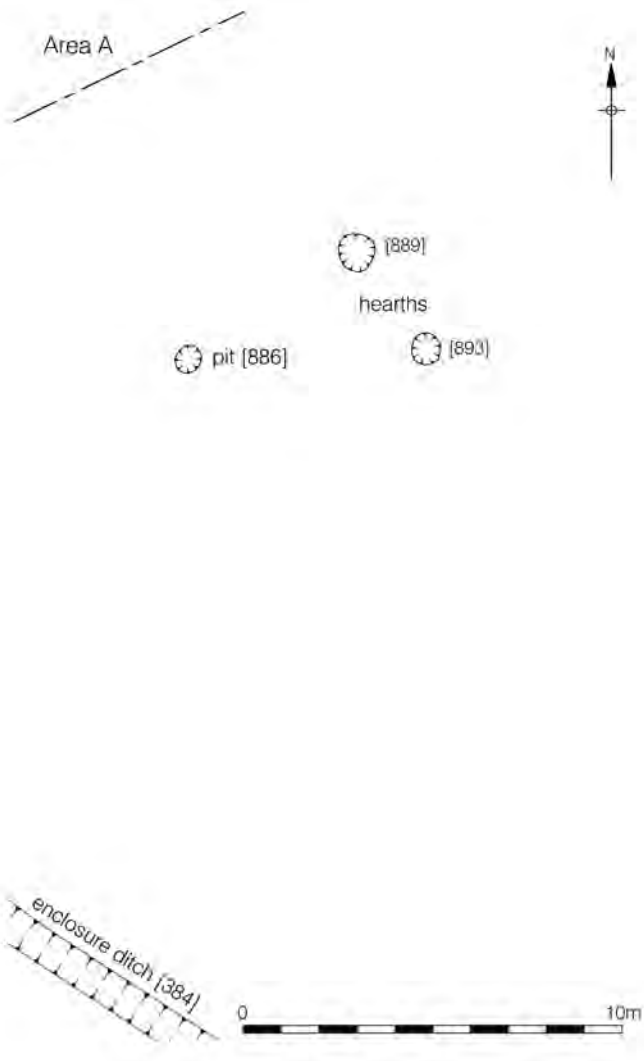 Area A
N
[889]
hearths
pit [886]
[893]
enclosure ditch [384]
0
10m